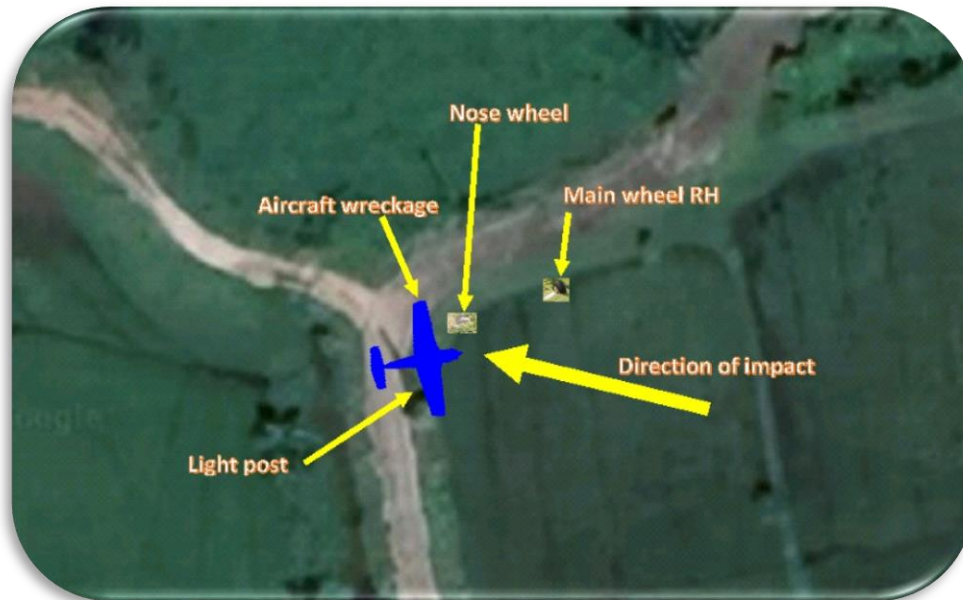 Nose wheel
Main wheel RH
Aircraft wreckage
Direction of impact
Light post